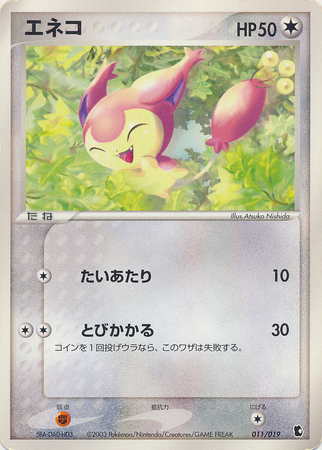 エネコ HP50
たね
Illus. Atsuko Nishida
たいあたり 10
とびかかる 30
コインを1回投げウラなら、このワザは失敗する。
弱点 抵抗力 にげる
5BA-DA0-HD3 ©2003 Pokémon/Nintendo/Creatures/GAME FREAK 011/019